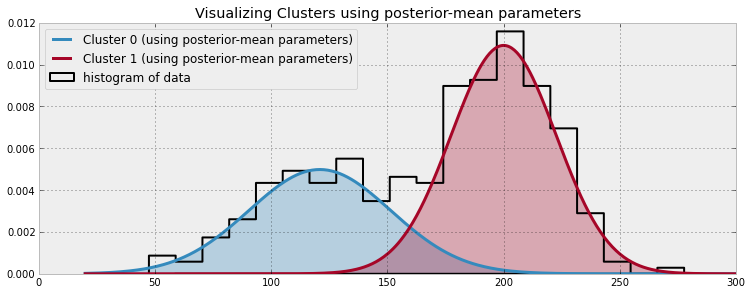 Visualizing Clusters using posterior-mean parameters
0.012
0.010
0.008
0.006
0.004
0.002
0.000
Cluster 0 (using posterior-mean parameters)
Cluster 1 (using posterior-mean parameters)
histogram of data
0 50 100 150 200 250 300